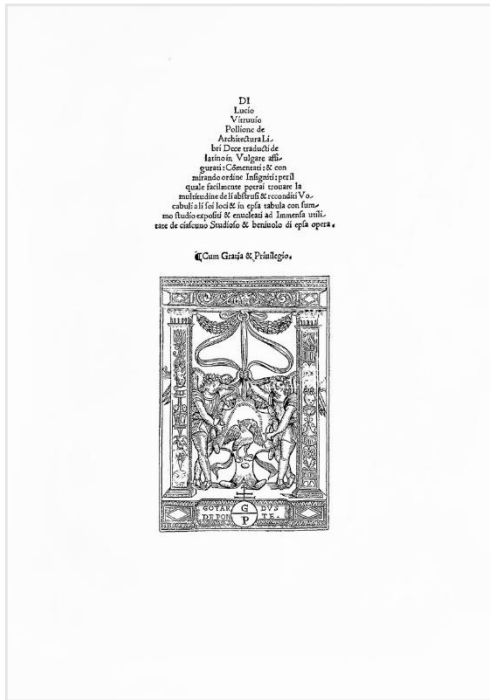 DI
Lucio
Vitruuio
Pollione de
Architectura Li-
bri Dece traducti de
latino in Vulgare affi-
gurati: Cõmentati: & con
mirando ordine Insigniti: per il
quale facilmente potrai trouare la
multitudine de li abstrusi & reconditi Vo-
cabuli a li soi loci & in epsa tabula con sum-
mo studio expositi & enucleati ad Immensa utili-
tate de ciascuno Studioso & beniuolo di epsa opera.
¶ Cum Gratia & Priuilegio.
GOTAR G DVS
DE PON P TE.